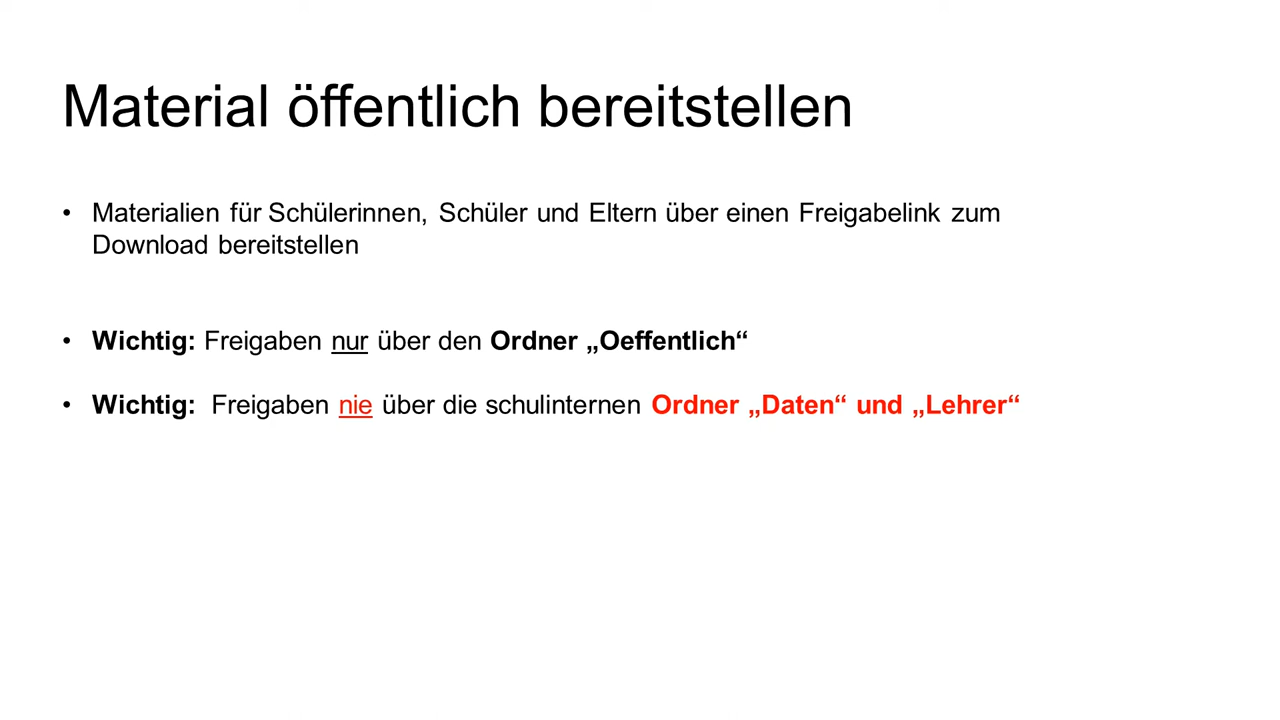 Material öffentlich bereitstellen
• Materialien für Schülerinnen, Schüler und Eltern über einen Freigabelink zum
Download bereitstellen
• Wichtig: Freigaben nur über den Ordner „Oeffentlich“
• Wichtig: Freigaben nie über die schulinternen Ordner „Daten“ und „Lehrer“